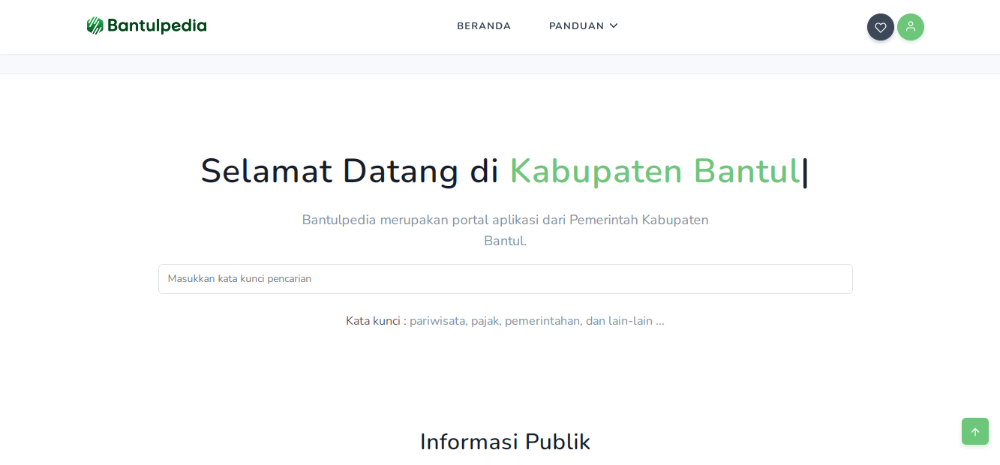 Bantulpedia
BERANDA
PANDUAN
Selamat Datang di Kabupaten Bantul|
Bantulpedia merupakan portal aplikasi dari Pemerintah Kabupaten
Bantul.
Masukkan kata kunci pencarian
Kata kunci : pariwisata, pajak, pemerintahan, dan lain-lain ...
Informasi Publik